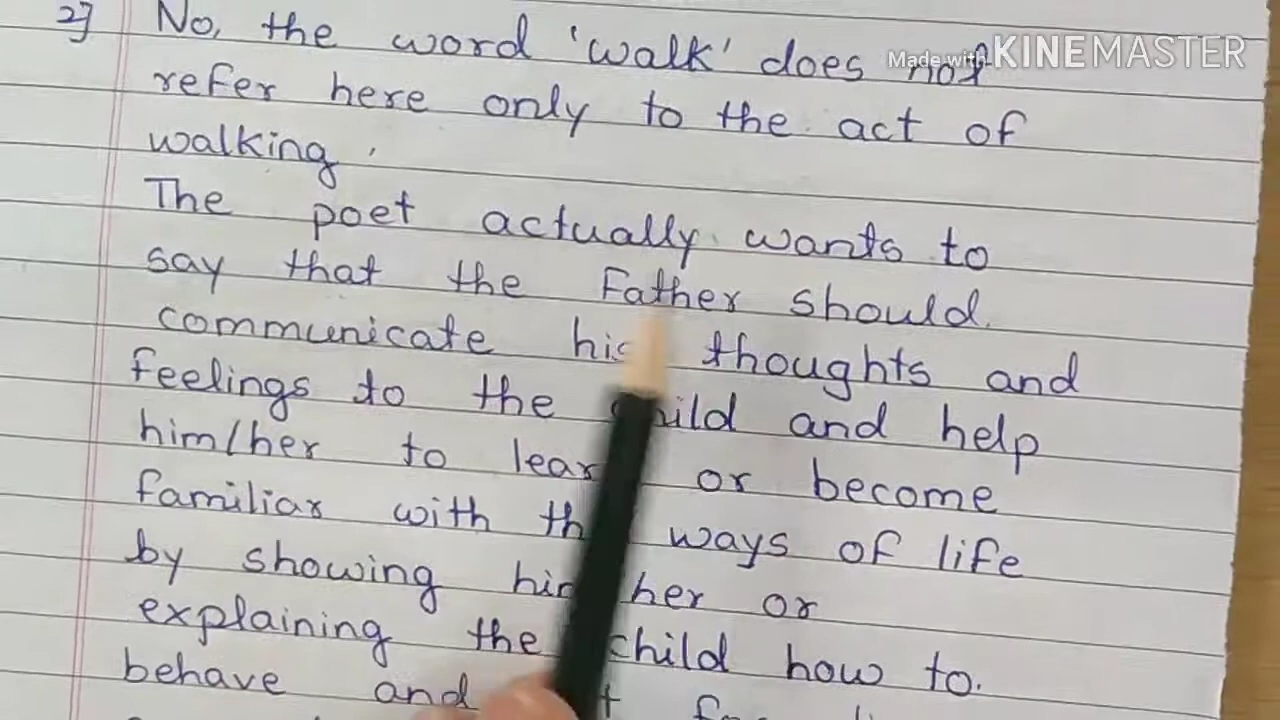 2] No, the word 'walk' does not
Made with KINEMASTER
refer here only to the act of
walking.
The poet actually wants to
say that the Father should
communicate his thoughts and
feelings to the child and help
him/her to learn or become
familiar with the ways of life
by showing him her or
explaining the child how to.
behave and